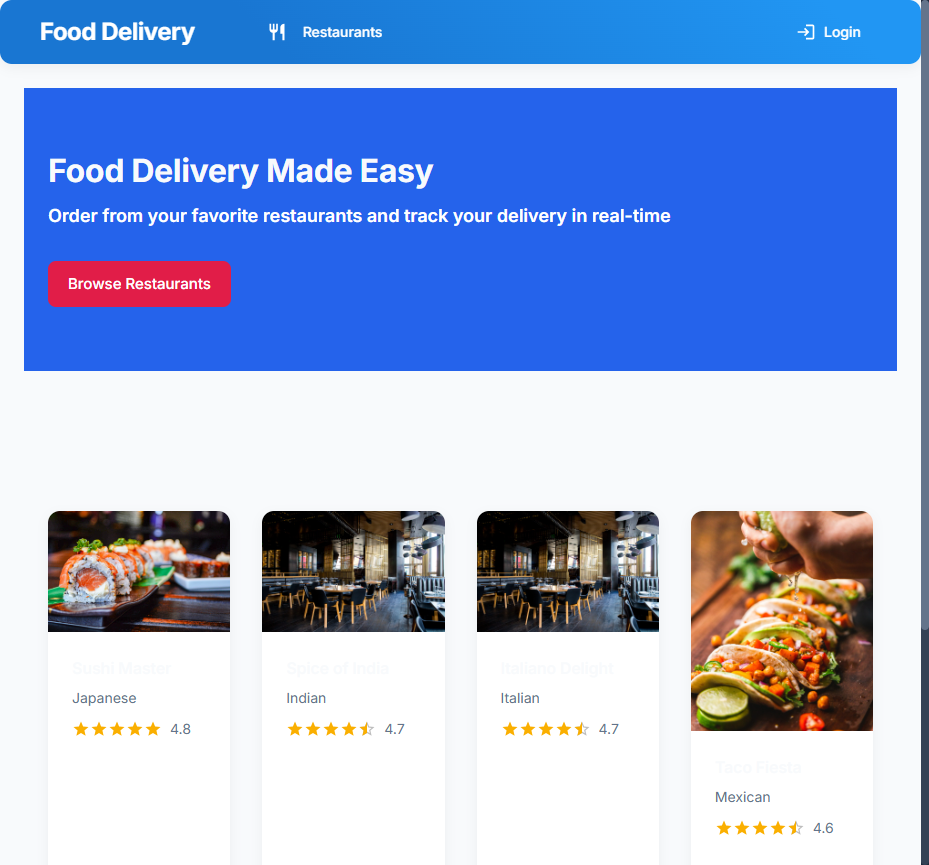 Food Delivery
Restaurants
Login
Food Delivery Made Easy
Order from your favorite restaurants and track your delivery in real-time
Browse Restaurants
Sushi Master
Japanese
4.8
Spice of India
Indian
4.7
Italiano Delight
Italian
4.7
Taco Fiesta
Mexican
4.6